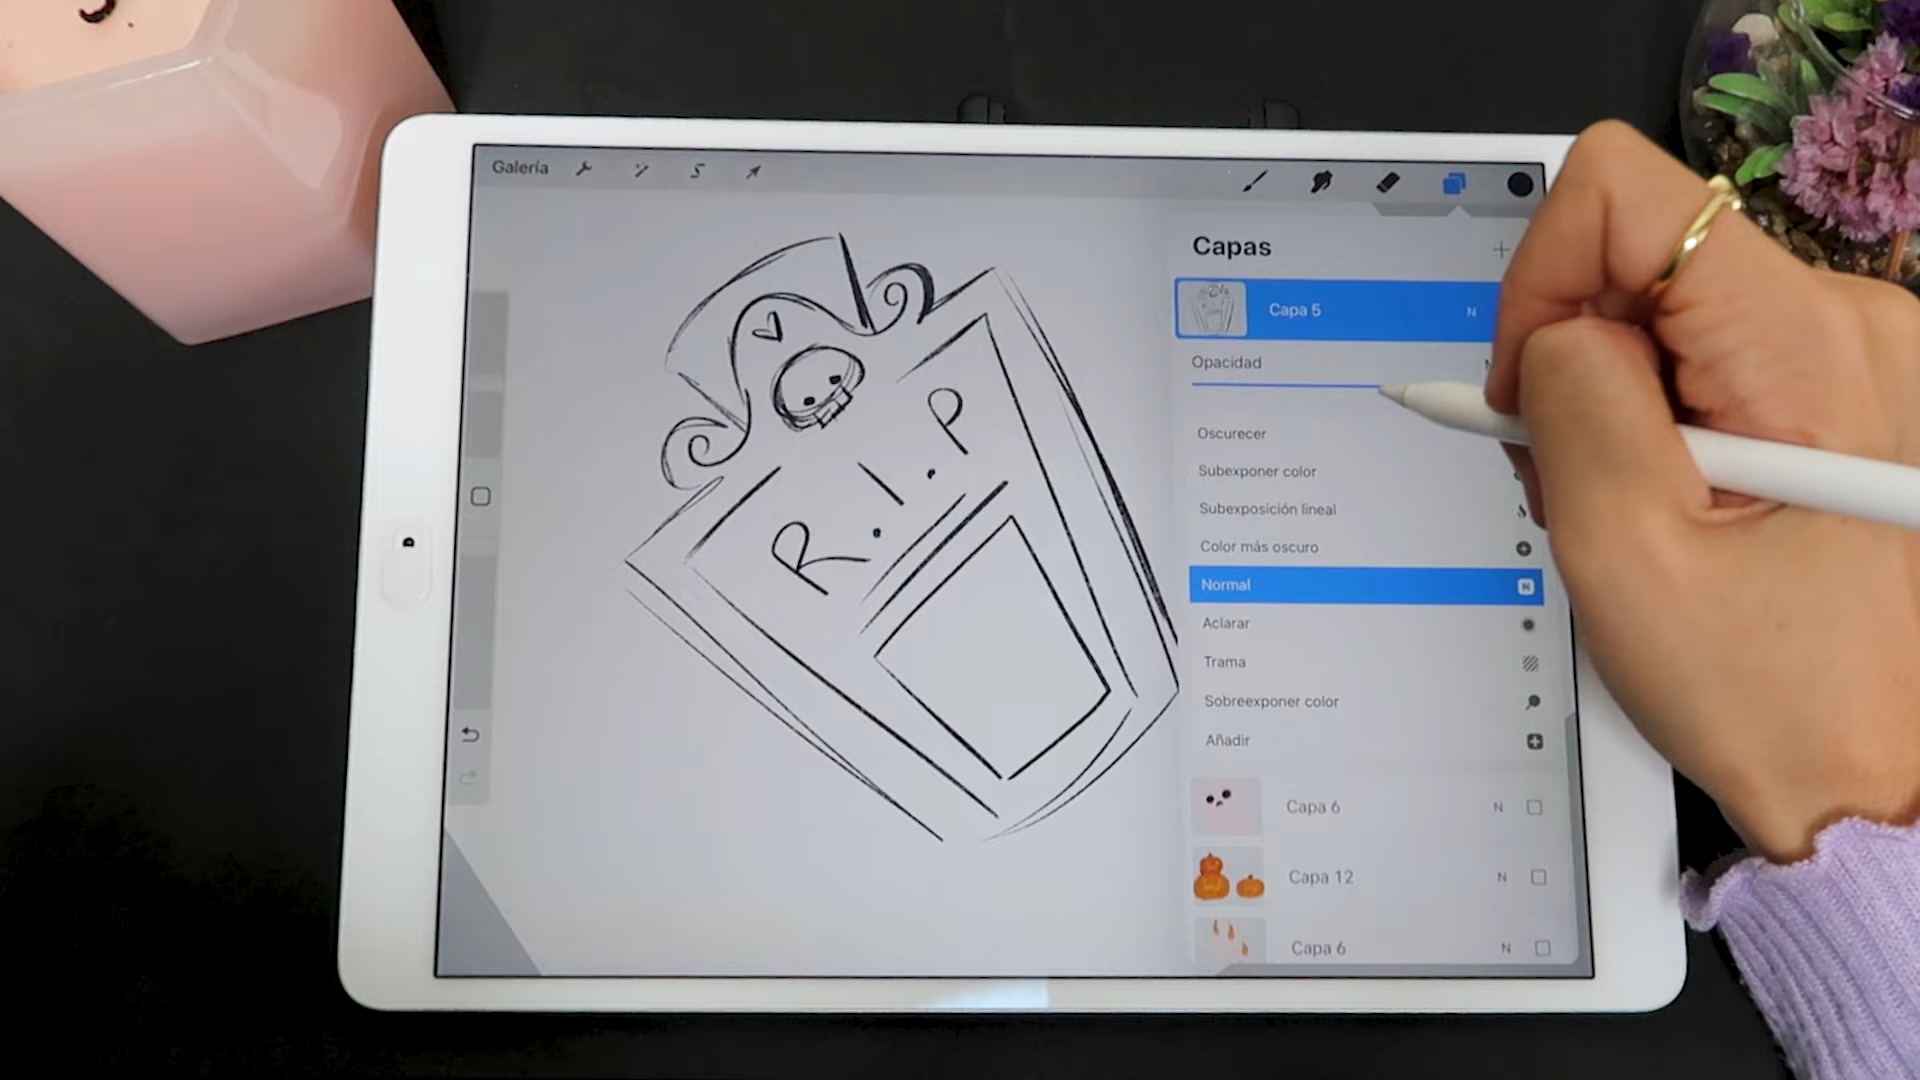 Galería
Capas
Capa 5 N
Opacidad
Oscurecer
Subexponer color
Subexposición lineal
Color más oscuro
Normal N
Aclarar
Trama
Sobreexponer color
Añadir
Capa 6 N
Capa 12 N
Capa 6 N
R.I.P